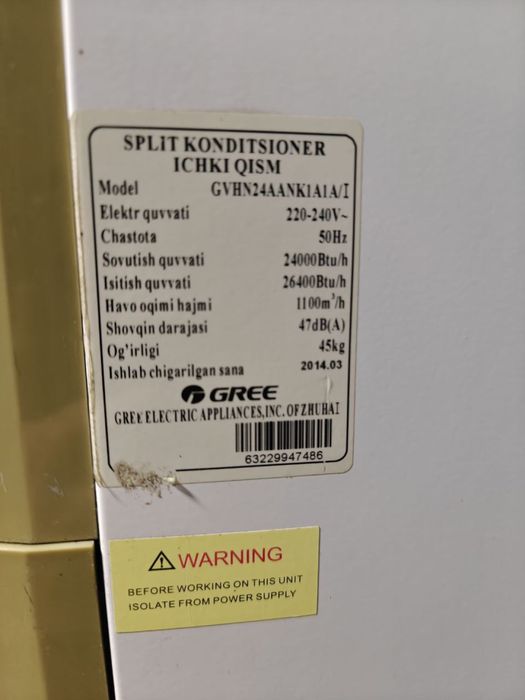 SPLIT KONDITSIONER
ICHKI QISM
Model GVHN24AANK1A1A/I
Elektr quvvati 220-240V~
Chastota 50Hz
Sovutish quvvati 24000Btu/h
Isitish quvvati 26400Btu/h
Havo oqimi hajmi 1100m³/h
Shovqin darajasi 47dB(A)
Og'irligi 45kg
Ishlab chigarilgan sana 2014.03
GREE
GREE ELECTRIC APPLIANCES,INC. OF ZHUHAI
63229947486
WARNING
BEFORE WORKING ON THIS UNIT
ISOLATE FROM POWER SUPPLY